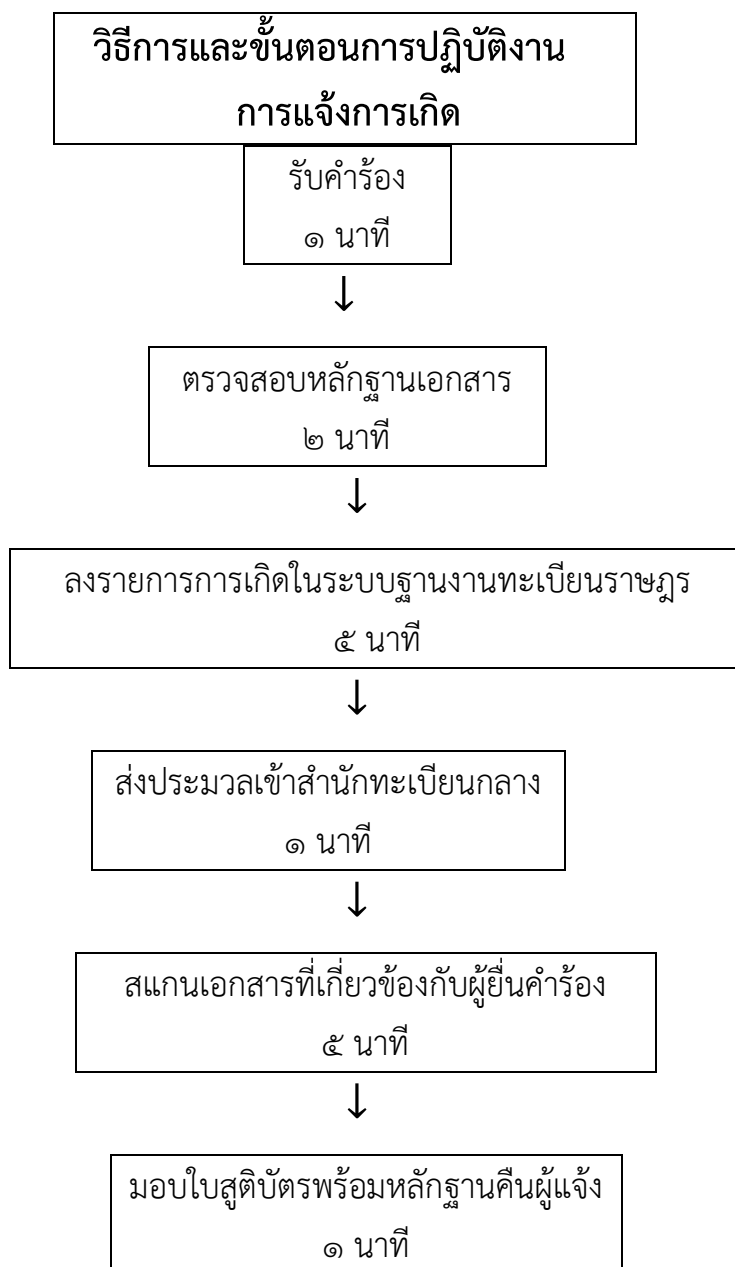 วิธีการและขั้นตอนการปฏิบัติงาน
การแจ้งการเกิด
รับคำร้อง
๑ นาที
↓
ตรวจสอบหลักฐานเอกสาร
๒ นาที
↓
ลงรายการการเกิดในระบบฐานงานทะเบียนราษฎร
๕ นาที
↓
ส่งประมวลเข้าสำนักทะเบียนกลาง
๑ นาที
↓
สแกนเอกสารที่เกี่ยวข้องกับผู้ยื่นคำร้อง
๕ นาที
↓
มอบใบสูติบัตรพร้อมหลักฐานคืนผู้แจ้ง
๑ นาที